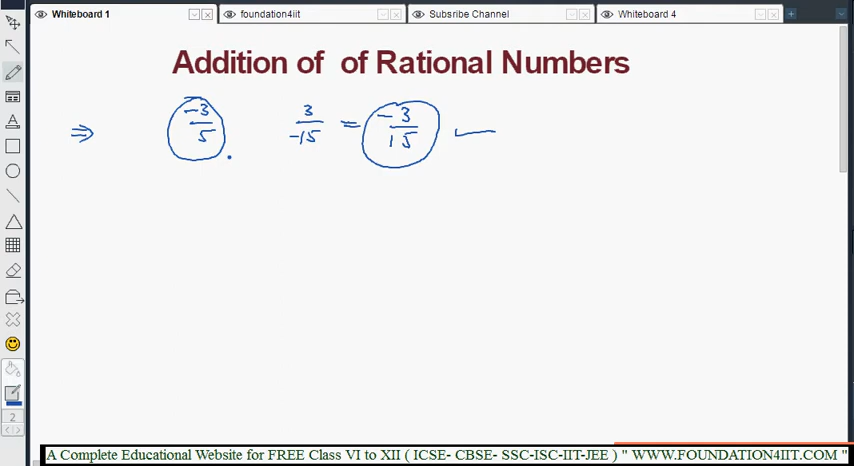 Whiteboard 1 foundation4iit Subsribe Channel Whiteboard 4
Addition of of Rational Numbers
⇒ -3/5 3/-15 = -3/15
2
A Complete Educational Website for FREE Class VI to XII ( ICSE- CBSE- SSC-ISC-IIT-JEE ) " WWW.FOUNDATION4IIT.COM "